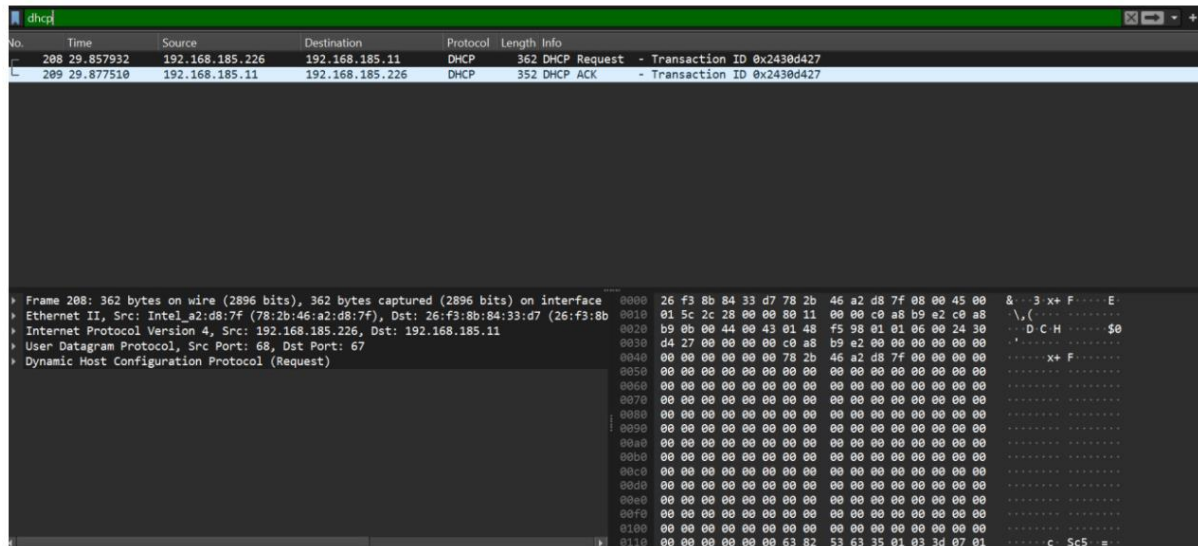 dhcp
No. Time Source Destination Protocol Length Info
208 29.857932 192.168.185.226 192.168.185.11 DHCP 362 DHCP Request - Transaction ID 0x2430d427
209 29.877510 192.168.185.11 192.168.185.226 DHCP 352 DHCP ACK - Transaction ID 0x2430d427
Frame 208: 362 bytes on wire (2896 bits), 362 bytes captured (2896 bits) on interface
Ethernet II, Src: Intel_a2:d8:7f (78:2b:46:a2:d8:7f), Dst: 26:f3:8b:84:33:d7 (26:f3:8b
Internet Protocol Version 4, Src: 192.168.185.226, Dst: 192.168.185.11
User Datagram Protocol, Src Port: 68, Dst Port: 67
Dynamic Host Configuration Protocol (Request)
0000 26 f3 8b 84 33 d7 78 2b 46 a2 d8 7f 08 00 45 00 &···3·x+ F·····E·
0010 01 5c 2c 28 00 00 80 11 00 00 c0 a8 b9 e2 c0 a8 ·\,(···· ········
0020 b9 0b 00 44 00 43 01 48 f5 98 01 01 06 00 24 30 ···D·C·H ······$0
0030 d4 27 00 00 00 00 c0 a8 b9 e2 00 00 00 00 00 00 ·'······ ········
0040 00 00 00 00 00 00 78 2b 46 a2 d8 7f 00 00 00 00 ······x+ F·······
0050 00 00 00 00 00 00 00 00 00 00 00 00 00 00 00 00 ········ ········
0060 00 00 00 00 00 00 00 00 00 00 00 00 00 00 00 00 ········ ········
0070 00 00 00 00 00 00 00 00 00 00 00 00 00 00 00 00 ········ ········
0080 00 00 00 00 00 00 00 00 00 00 00 00 00 00 00 00 ········ ········
0090 00 00 00 00 00 00 00 00 00 00 00 00 00 00 00 00 ········ ········
00a0 00 00 00 00 00 00 00 00 00 00 00 00 00 00 00 00 ········ ········
00b0 00 00 00 00 00 00 00 00 00 00 00 00 00 00 00 00 ········ ········
00c0 00 00 00 00 00 00 00 00 00 00 00 00 00 00 00 00 ········ ········
00d0 00 00 00 00 00 00 00 00 00 00 00 00 00 00 00 00 ········ ········
00e0 00 00 00 00 00 00 00 00 00 00 00 00 00 00 00 00 ········ ········
00f0 00 00 00 00 00 00 00 00 00 00 00 00 00 00 00 00 ········ ········
0100 00 00 00 00 00 00 00 00 00 00 00 00 00 00 00 00 ········ ········
0110 00 00 00 00 00 00 63 82 53 63 35 01 03 3d 07 01 ······c· Sc5··=··